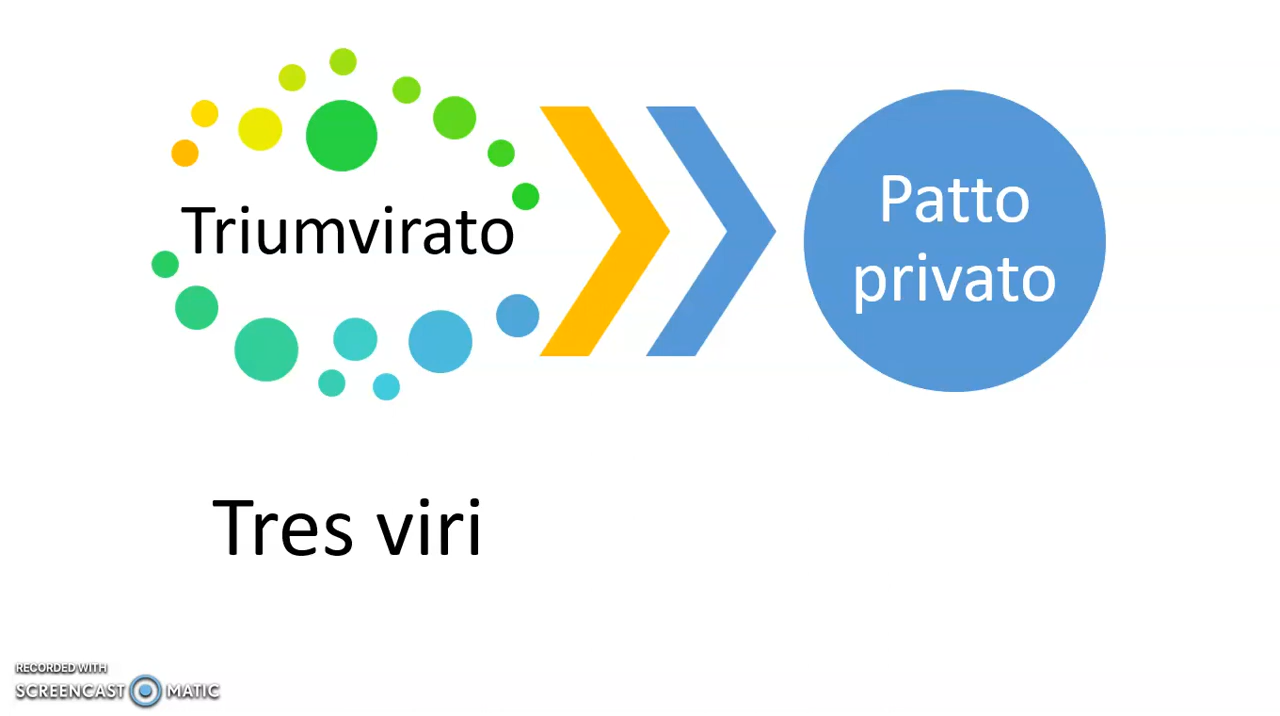 Triumvirato
Patto
privato
Tres viri
RECORDED WITH
SCREENCAST MATIC